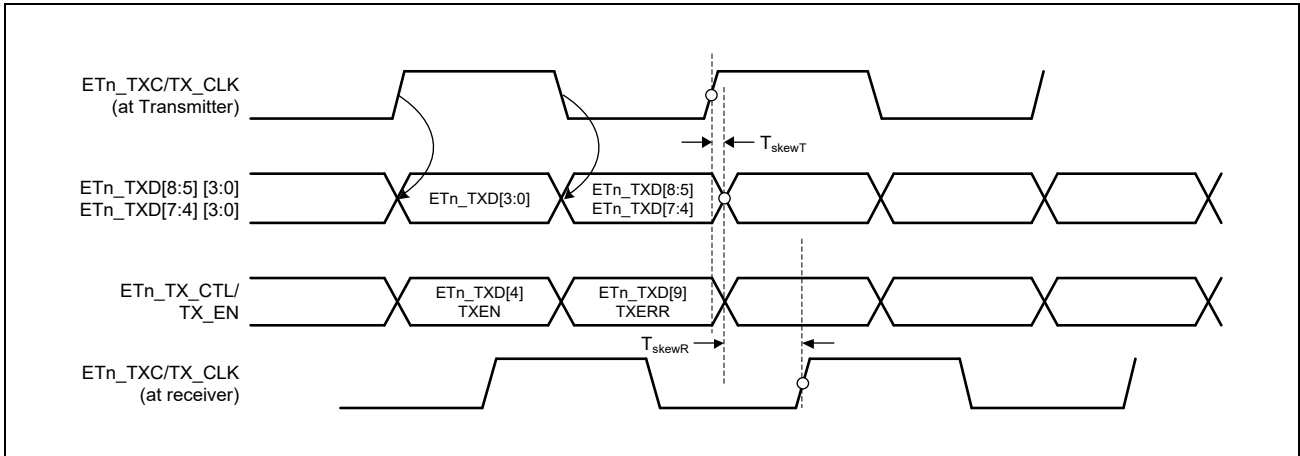 ETn_TXC/TX_CLK
(at Transmitter)
TskewT
ETn_TXD[8:5] [3:0]
ETn_TXD[7:4] [3:0]
ETn_TXD[3:0]
ETn_TXD[8:5]
ETn_TXD[7:4]
ETn_TX_CTL/
TX_EN
ETn_TXD[4]
TXEN
ETn_TXD[9]
TXERR
TskewR
ETn_TXC/TX_CLK
(at receiver)